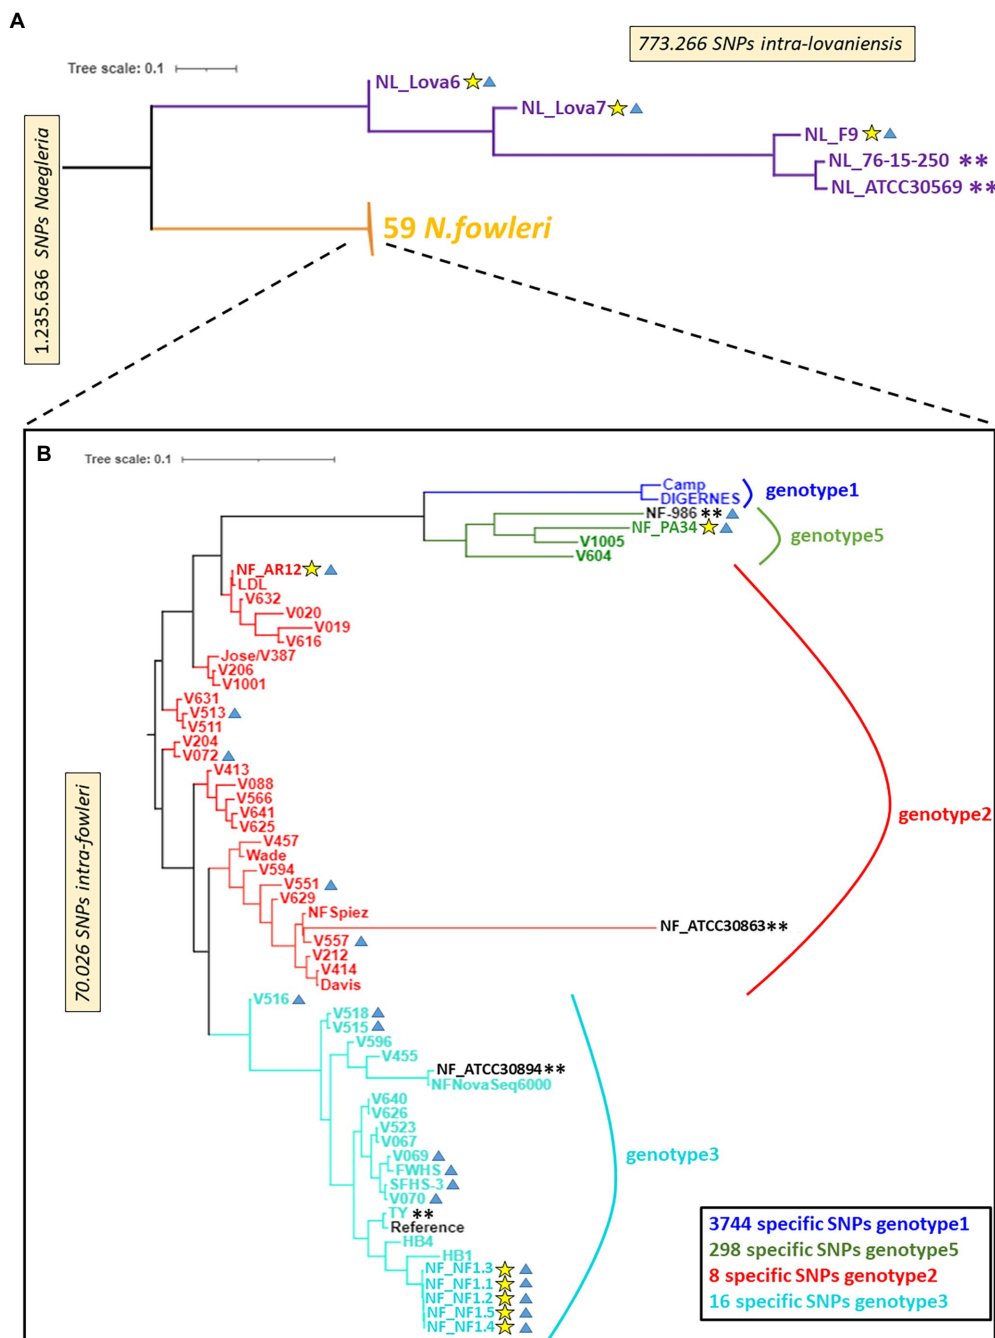 A
773.266 SNPs intra-lovaniensis
Tree scale: 0.1
NL_Lova6
NL_Lova7
NL_F9
NL_76-15-250 **
NL_ATCC30569 **
1.235.636 SNPs Naegleria
59 N.fowleri
B
Tree scale: 0.1
Camp
DIGERNES
genotype1
NF-986 **
NF_PA34
V1005
V604
genotype5
NF_AR12
LDL
V632
V020
V019
V616
Jose/V387
V206
V1001
V631
V513
V511
V204
V072
V413
V088
V566
V641
V625
genotype2
V457
Wade
V594
V551
V629
NFSpiez
NF_ATCC30863**
V557
V212
V414
Davis
70.026 SNPs intra-fowleri
V516
V518
V515
V596
V455
NF_ATCC30894**
NFNovaSeq6000
V640
V626
V523
V067
V069
FWHS
SFHS-3
V070
TY **
Reference
HB4
HB1
NF_NF1.3
NF_NF1.1
NF_NF1.2
NF_NF1.5
NF_NF1.4
genotype3
3744 specific SNPs genotype1
298 specific SNPs genotype5
8 specific SNPs genotype2
16 specific SNPs genotype3